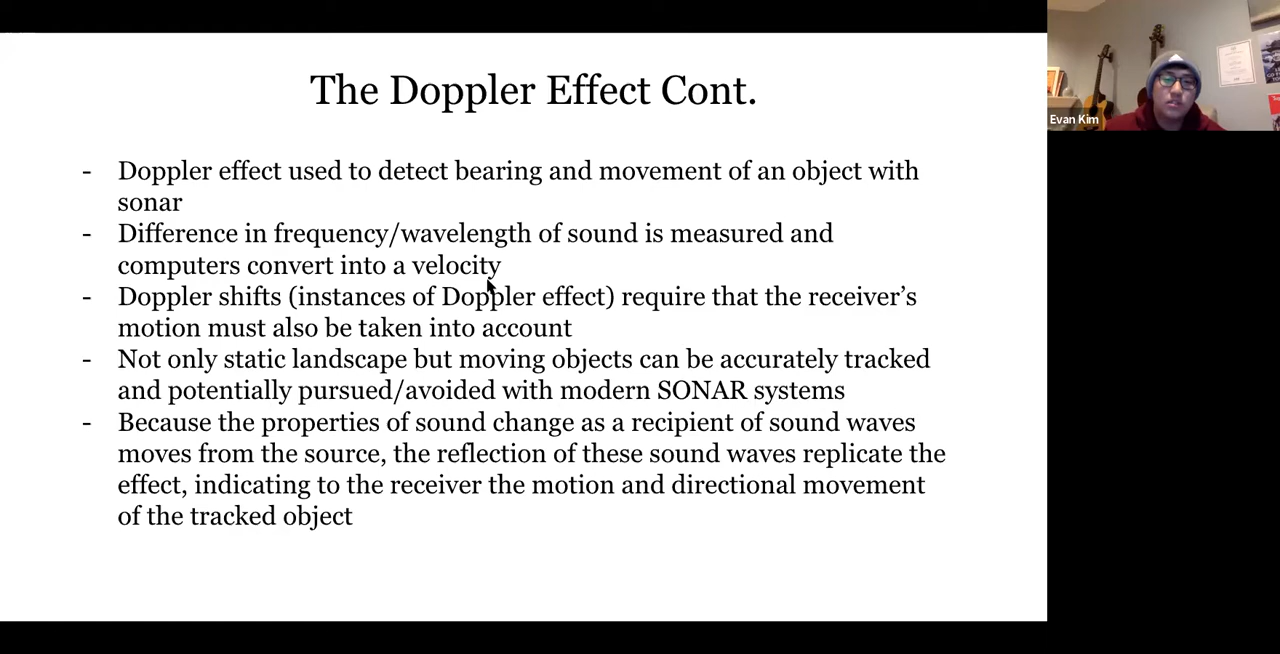 The Doppler Effect Cont.
- Doppler effect used to detect bearing and movement of an object with
sonar
- Difference in frequency/wavelength of sound is measured and
computers convert into a velocity
- Doppler shifts (instances of Doppler effect) require that the receiver’s
motion must also be taken into account
- Not only static landscape but moving objects can be accurately tracked
and potentially pursued/avoided with modern SONAR systems
- Because the properties of sound change as a recipient of sound waves
moves from the source, the reflection of these sound waves replicate the
effect, indicating to the receiver the motion and directional movement
of the tracked object
Evan Kim